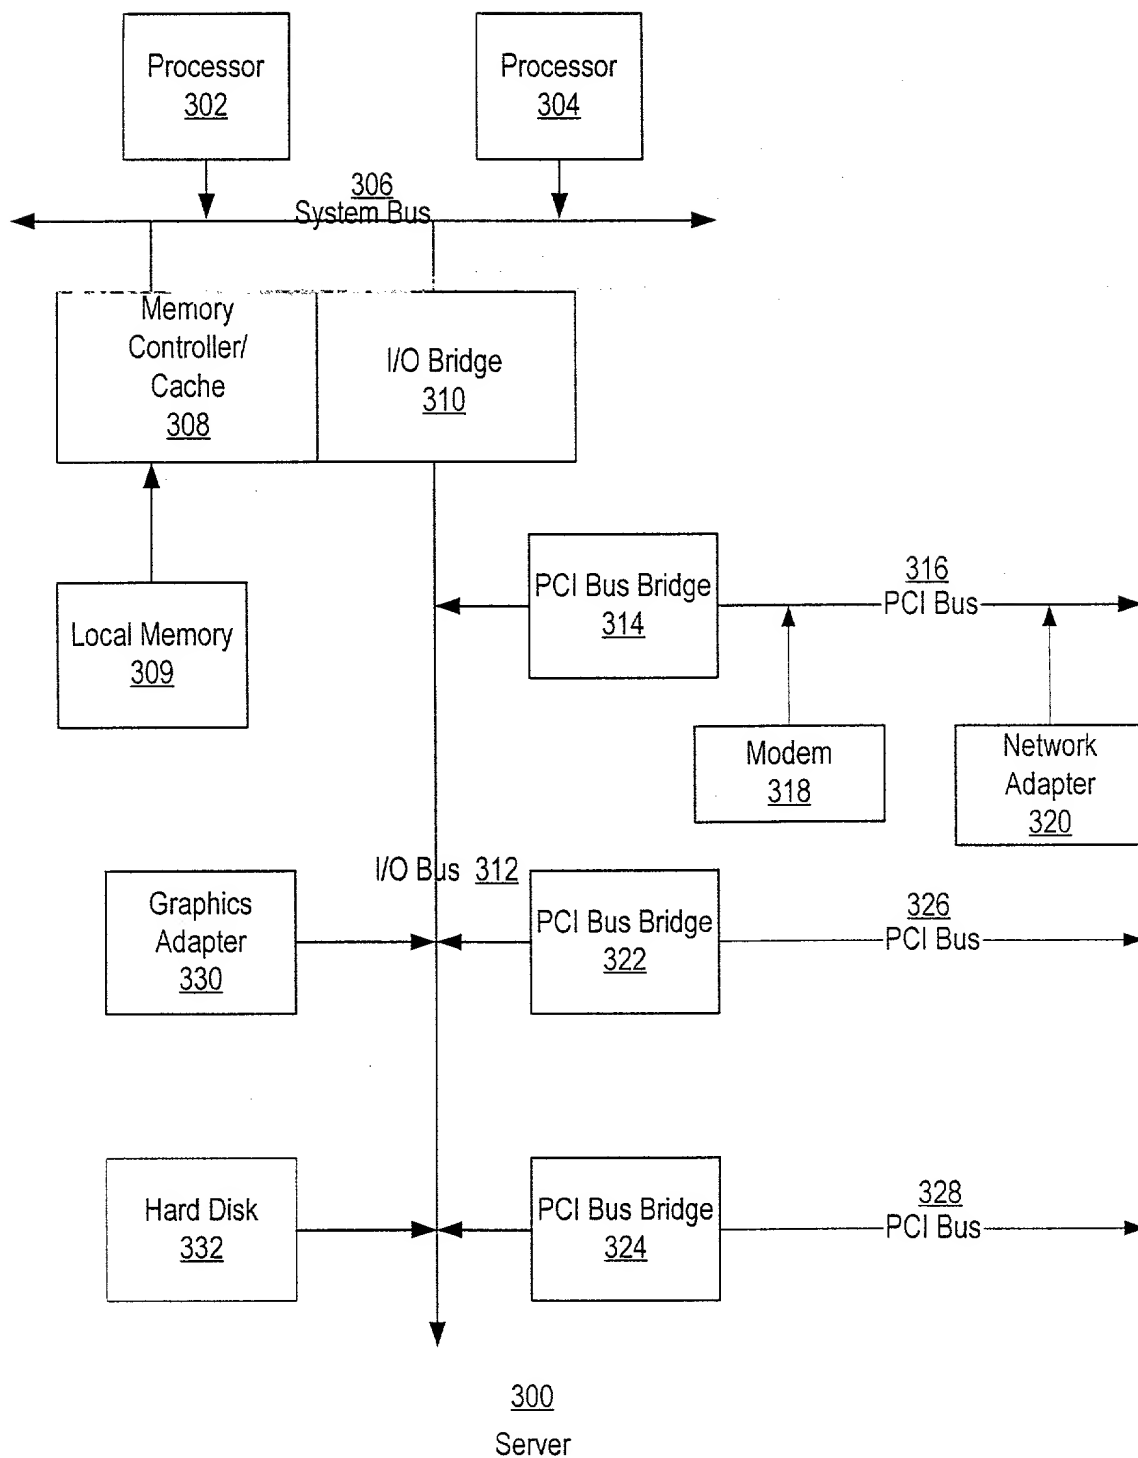 Processor
302
Processor
304
306
System Bus
Memory
Controller/
Cache
308
I/O Bridge
310
Local Memory
309
PCI Bus Bridge
314
316
PCI Bus
Modem
318
Network
Adapter
320
I/O Bus 312
Graphics
Adapter
330
PCI Bus Bridge
322
326
PCI Bus
Hard Disk
332
PCI Bus Bridge
324
328
PCI Bus
300
Server